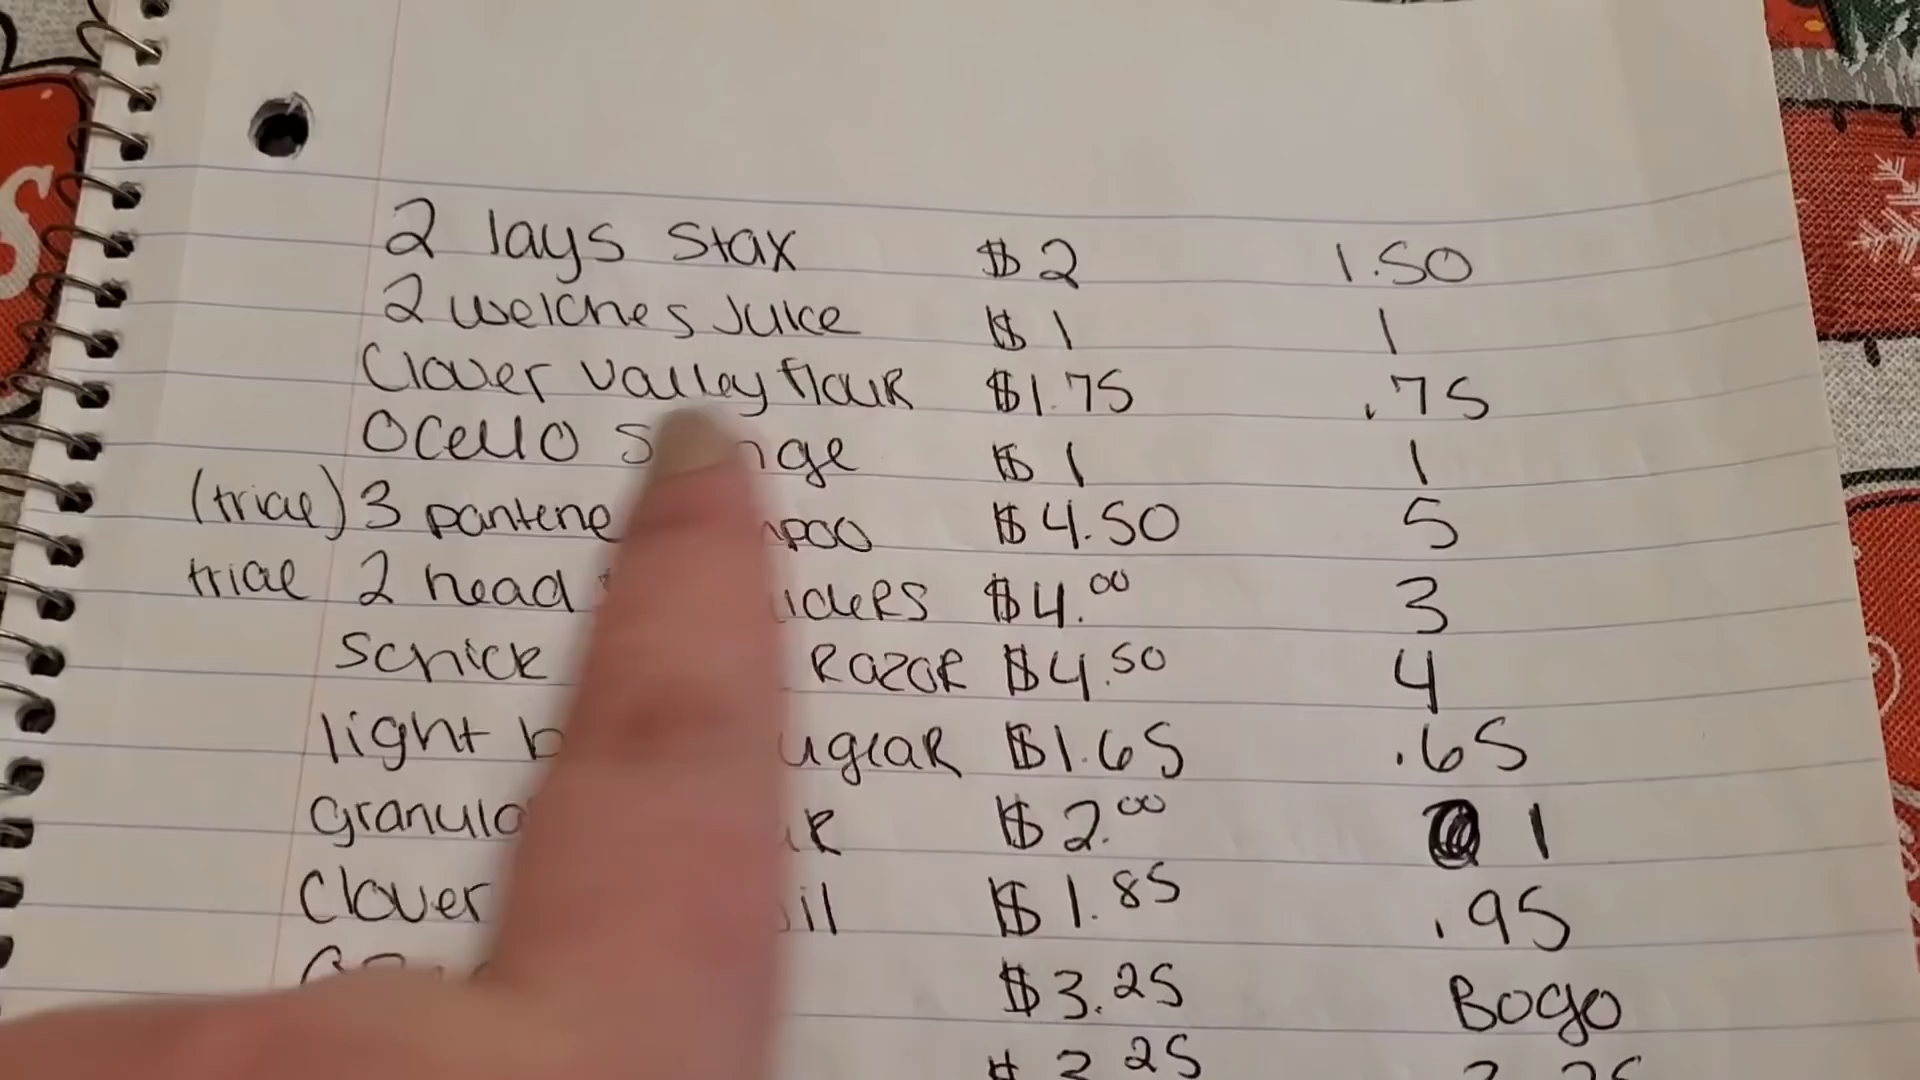 2 lays stax $2 1.50
2 welches Juice $1 1
Clover valley flour $1.75 .75
Ocello $1 1
(trial) 3 pantene $4.50 5
trial 2 head $4.00 3
Schick Razor $4.50 4
light $1.65 .65
$2.00 1
Clover $1.85 .95
$3.25 Bogo